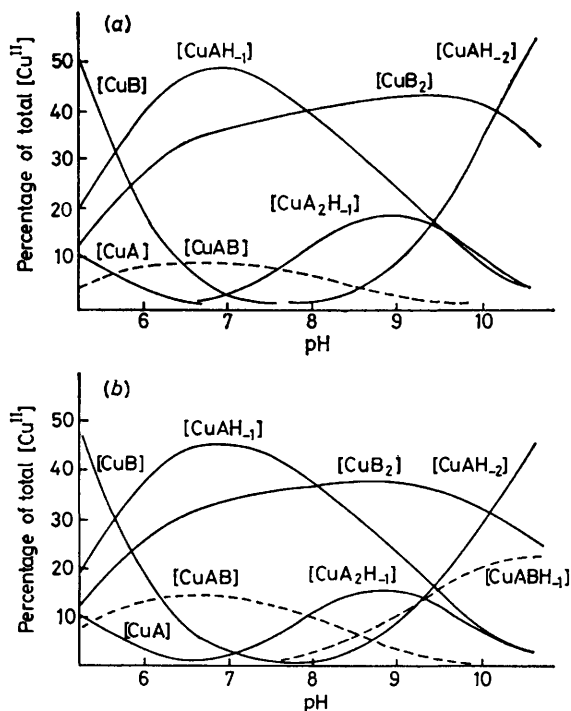 (a)
[CuAH₋₂]
[CuAH₋₁]
[CuB]
[CuB₂]
50
40
30
20
10
Percentage of total [Cuᴵᴵ]
[CuA₂H₋₁]
[CuA]
[CuAB]
6 7 8 9 10
pH
(b)
50
40
30
20
10
Percentage of total [Cuᴵᴵ]
[CuAH₋₁]
[CuB]
[CuB₂]
[CuAH₋₂]
[CuAB]
[CuA₂H₋₁]
[CuABH₋₁]
[CuA]
6 7 8 9 10
pH